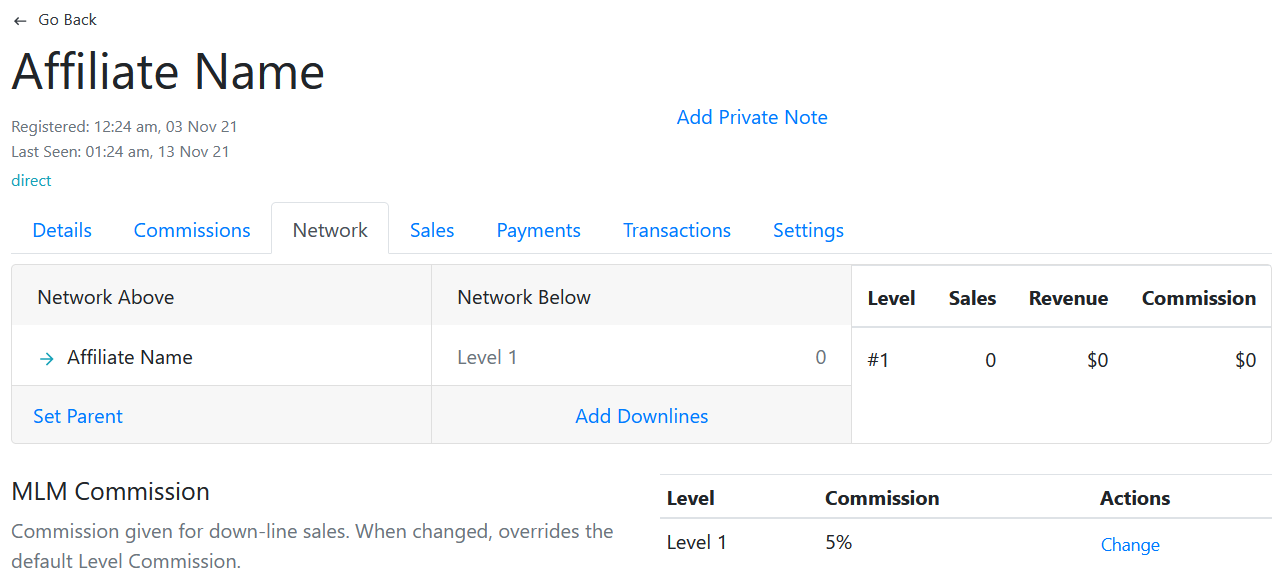 ← Go Back
Affiliate Name
Registered: 12:24 am, 03 Nov 21
Last Seen: 01:24 am, 13 Nov 21
direct
Add Private Note
Details Commissions Network Sales Payments Transactions Settings
Network Above Network Below Level Sales Revenue Commission
→ Affiliate Name Level 1 0 #1 0 $0 $0
Set Parent Add Downlines
MLM Commission
Commission given for down-line sales. When changed, overrides the
default Level Commission.
Level Commission Actions
Level 1 5% Change